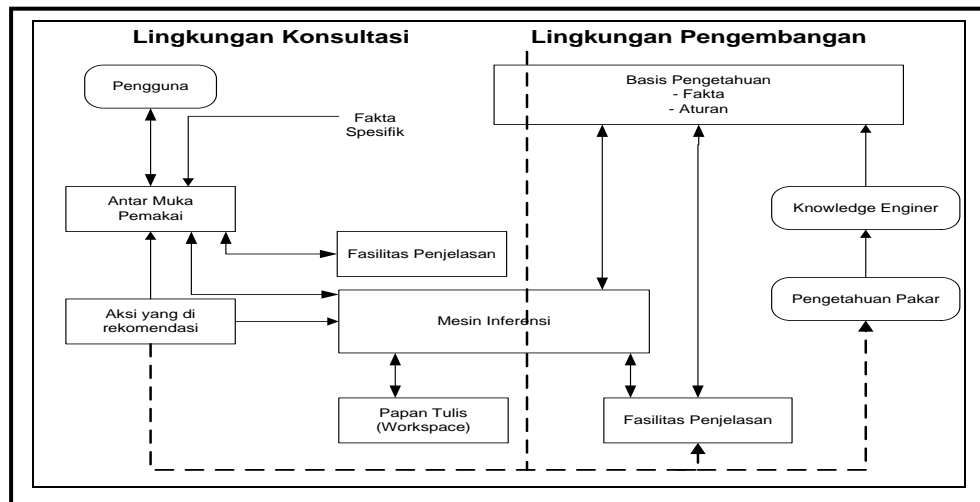 Lingkungan Konsultasi
Lingkungan Pengembangan
Pengguna
Fakta
Spesifik
Basis Pengetahuan
- Fakta
- Aturan
Antar Muka
Pemakai
Knowledge Enginer
Fasilitas Penjelasan
Aksi yang di
rekomendasi
Mesin Inferensi
Pengetahuan Pakar
Papan Tulis
(Workspace)
Fasilitas Penjelasan